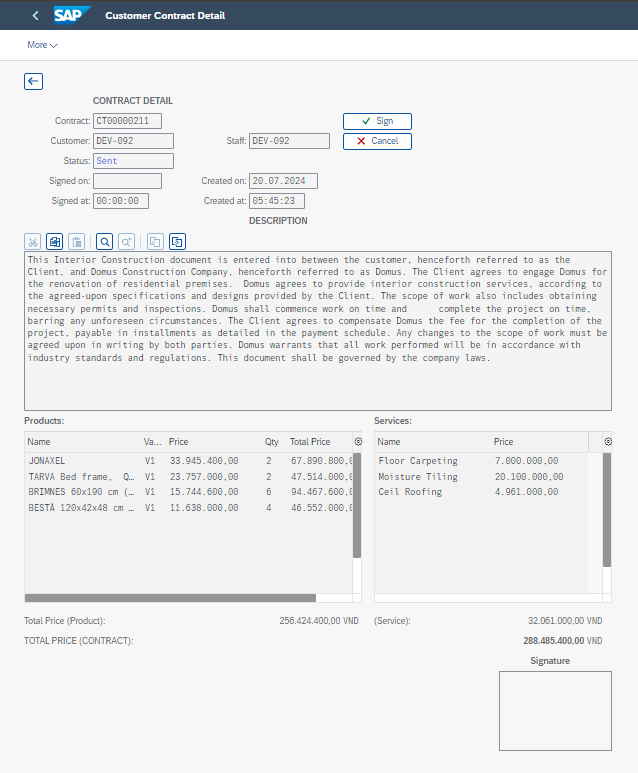 SAP Customer Contract Detail
More
CONTRACT DETAIL
Contract: CT00000211 Sign
Customer: DEV-092 Staff: DEV-092 Cancel
Status: Sent
Signed on: Created on: 20.07.2024
Signed at: 00:00:00 Created at: 05:45:23
DESCRIPTION
This Interior Construction document is entered into between the customer, henceforth referred to as the
Client, and Domus Construction Company, henceforth referred to as Domus. The Client agrees to engage Domus for
the renovation of residential premises.  Domus agrees to provide interior construction services, according to
the agreed-upon specifications and designs provided by the Client. The scope of work also includes obtaining
necessary permits and inspections. Domus shall commence work on time and      complete the project on time,
barring any unforeseen circumstances. The Client agrees to compensate Domus the fee for the completion of the
project, payable in installments as detailed in the payment schedule. Any changes to the scope of work must be
agreed upon in writing by both parties. Domus warrants that all work performed will be in accordance with
industry standards and regulations. This document shall be governed by the company laws.
Products: Services:
Name Va... Price Qty Total Price Name Price
JONAXEL V1 33.945.400,00 2 67.890.800,0 Floor Carpeting 7.000.000,00
TARVA Bed frame,  Q… V1 23.757.000,00 2 47.514.000,0 Moisture Tiling 20.100.000,00
BRIMNES 60x190 cm (… V1 15.744.600,00 6 94.467.600,0 Ceil Roofing 4.961.000,00
BESTÅ 120x42x48 cm … V1 11.638.000,00 4 46.552.000,0
Total Price (Product): 256.424.400,00 VND (Service): 32.061.000,00 VND
TOTAL PRICE (CONTRACT): 288.485.400,00 VND
Signature